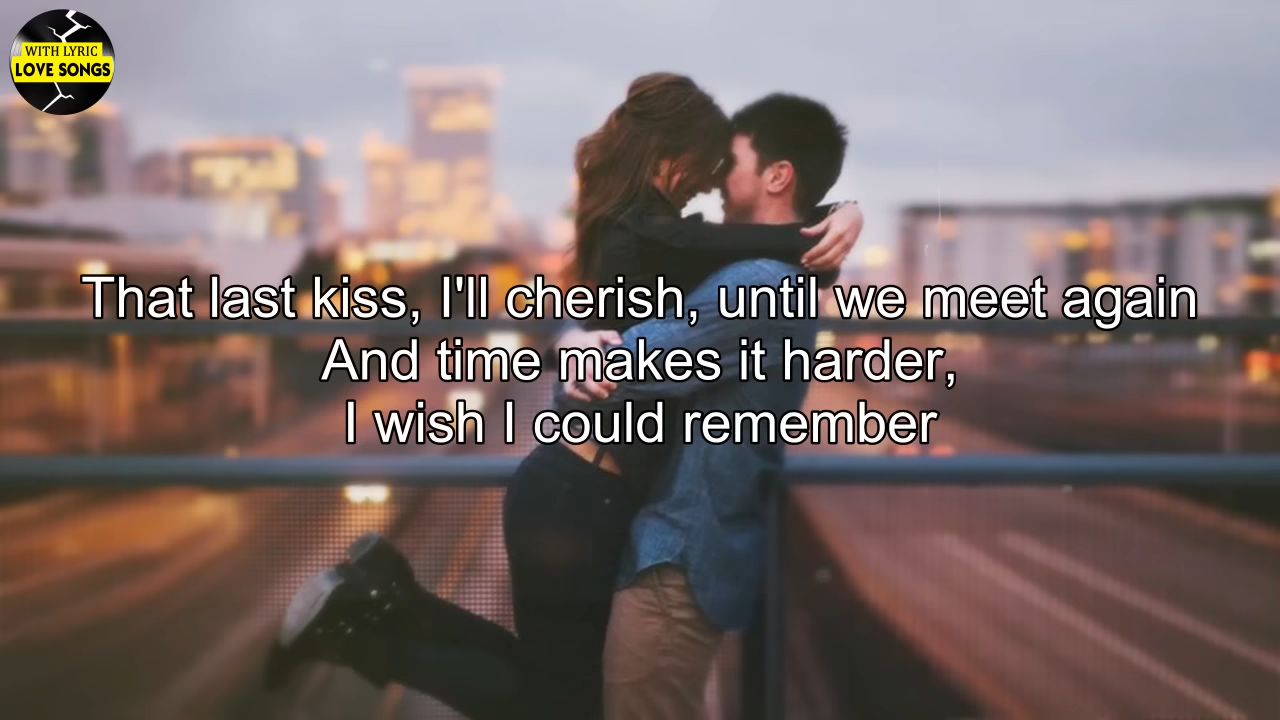 WITH LYRIC
LOVE SONGS
That last kiss, I'll cherish, until we meet again
And time makes it harder,
I wish I could remember